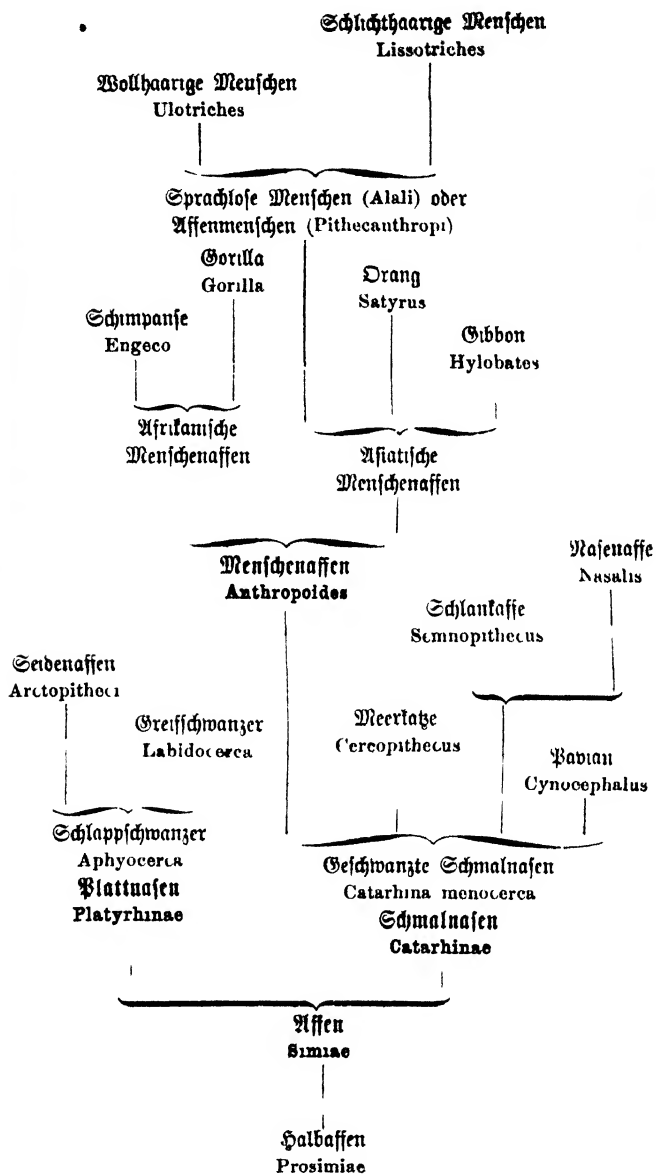 Schlichthaarige Menschen
Lissotriches
Wollhaarige Menschen
Ulotriches
Sprachlose Menschen (Alali) oder
Affenmenschen (Pithecanthropi)
Gorilla
Gorilla
Orang
Satyrus
Schimpanse
Engeco
Gibbon
Hylobates
Afrikanische
Menschenaffen
Asiatische
Menschenaffen
Menschenaffen
Anthropoides
Nasenaffe
Nasalis
Schlankaffe
Semnopithecus
Seidenaffen
Arctopitheci
Greifschwanzer
Labidocerca
Meerkatze
Cercopithecus
Pavian
Cynocephalus
Schlappschwanzer
Aphyocerca
Plattnasen
Platyrhinae
Geschwanzte Schmalnasen
Catarhina menocerca
Schmalnasen
Catarhinae
Affen
Simiae
Halbaffen
Prosimiae